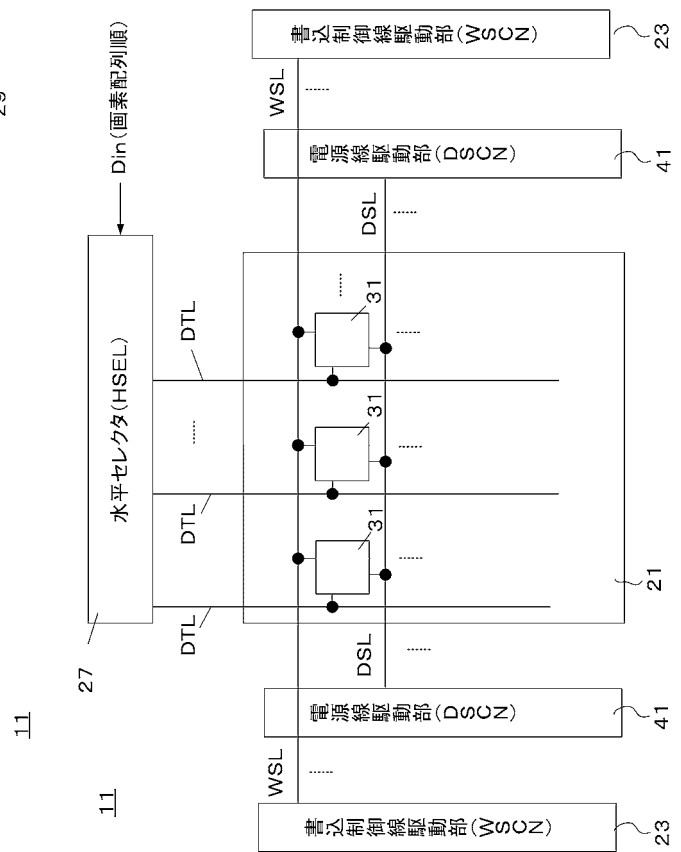 11
11
27
水平セレクタ(HSEL)
Din(画素配列順)
DTL
DTL
DTL
書込制御線駆動部(WSCN)
23
WSL
電源線駆動部(DSCN)
41
DSL
31
31
31
21
DSL
電源線駆動部(DSCN)
41
WSL
書込制御線駆動部(WSCN)
23